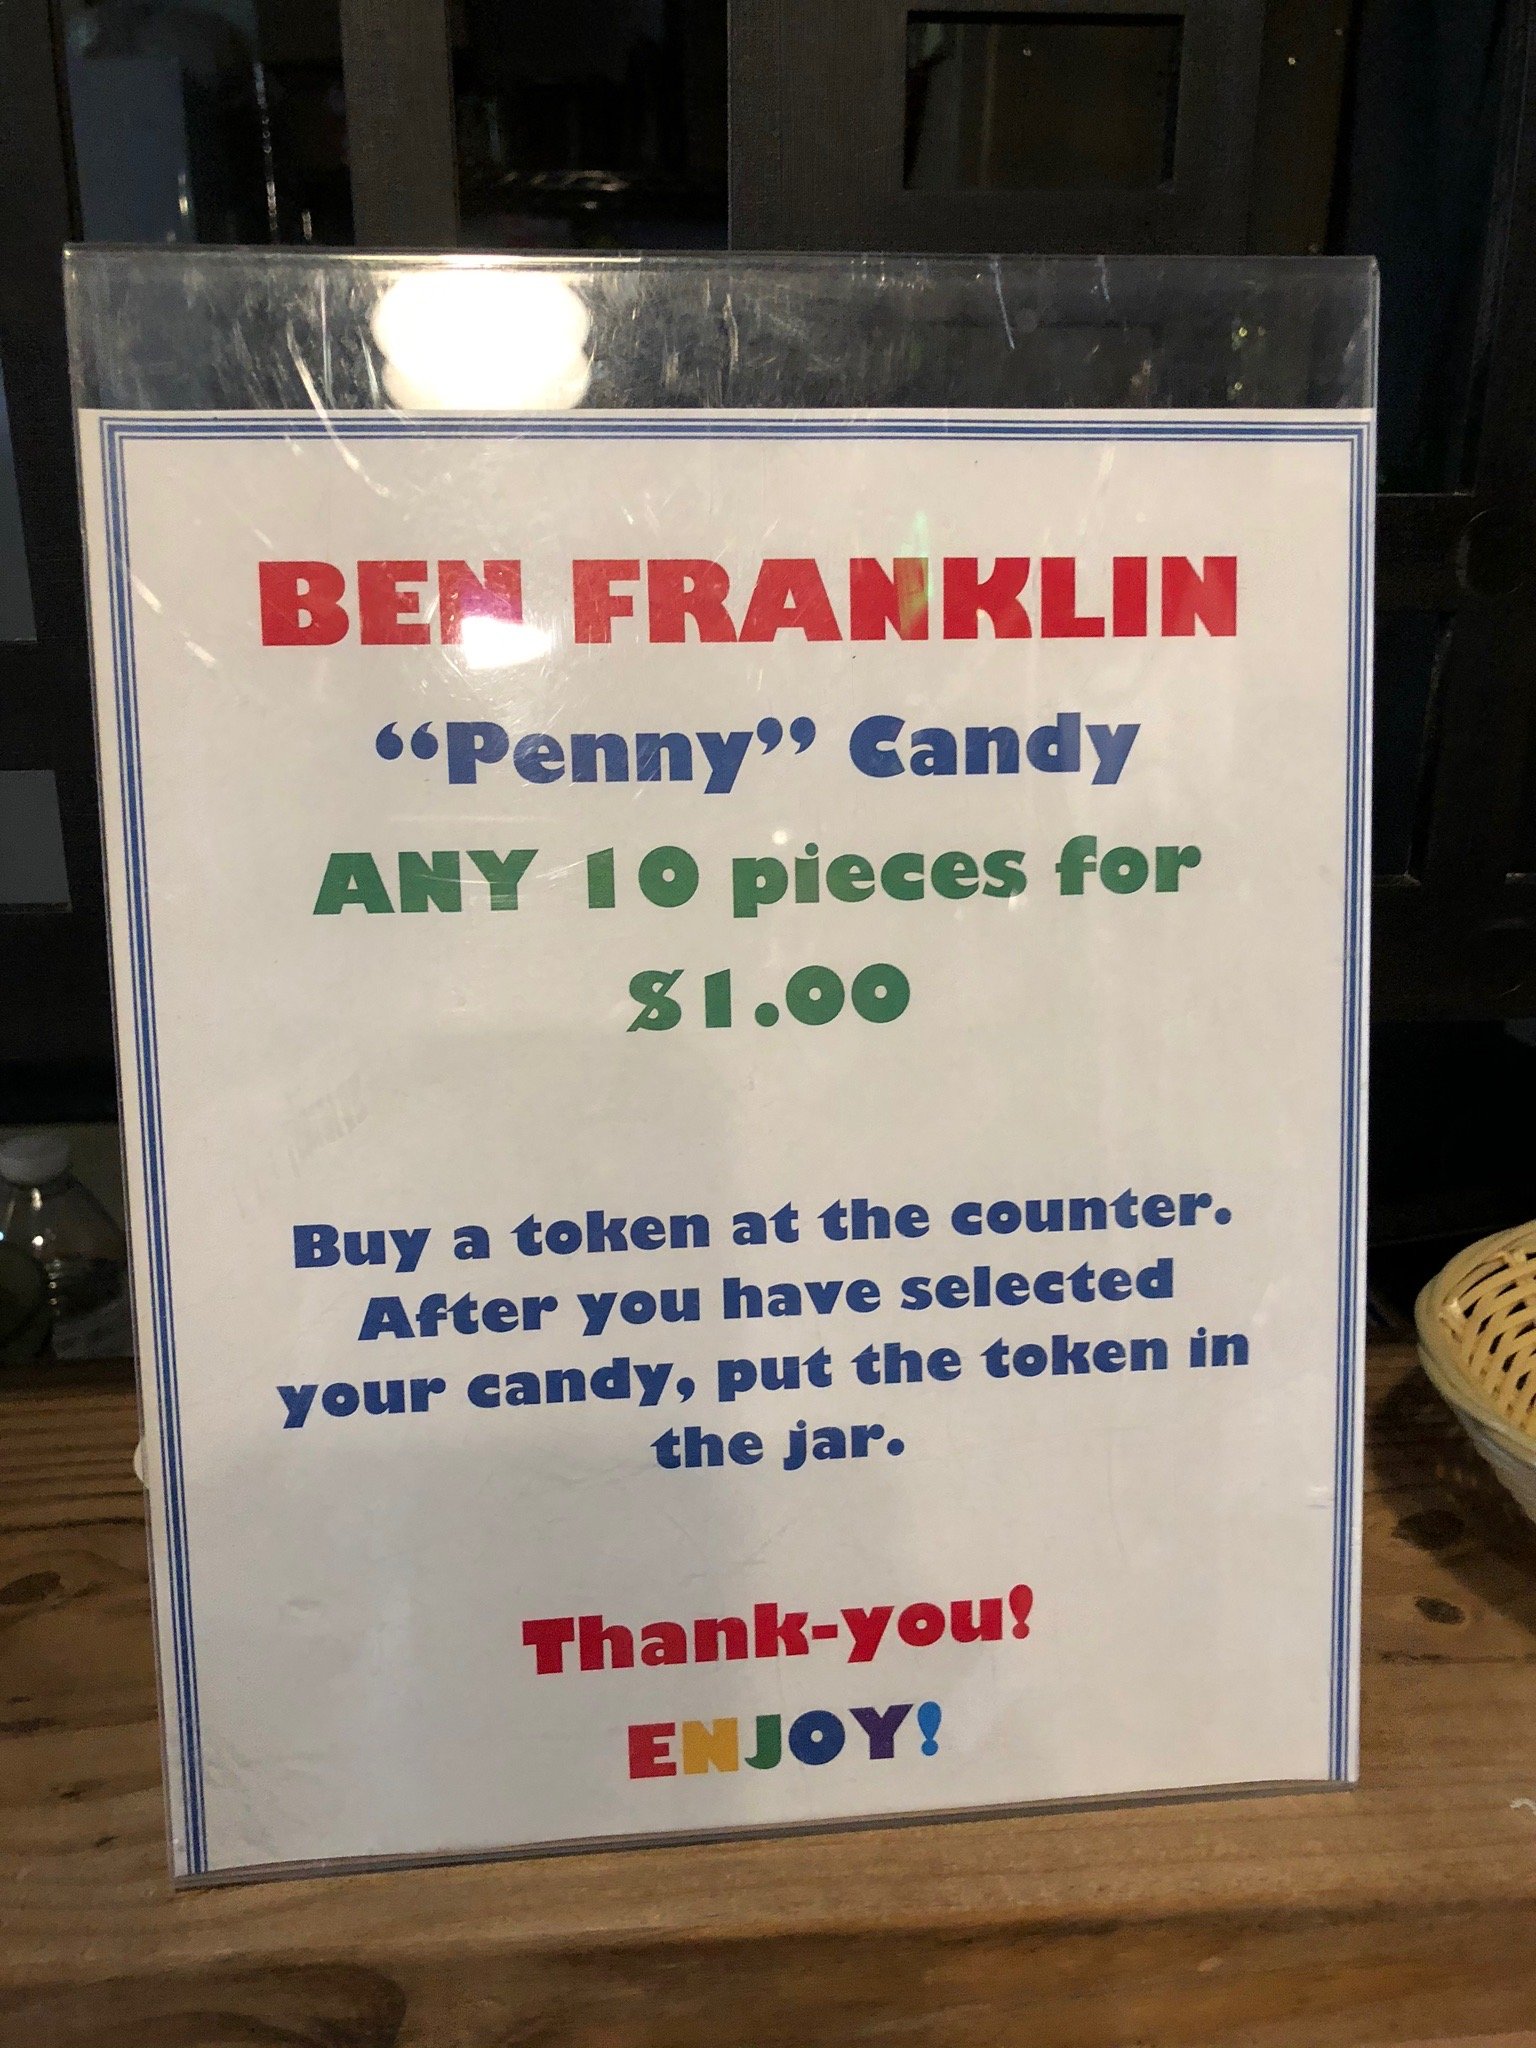 BEN FRANKLIN
“Penny” Candy
ANY 10 pieces for
$1.00
Buy a token at the counter.
After you have selected
your candy, put the token in
the jar.
Thank-you!
ENJOY!